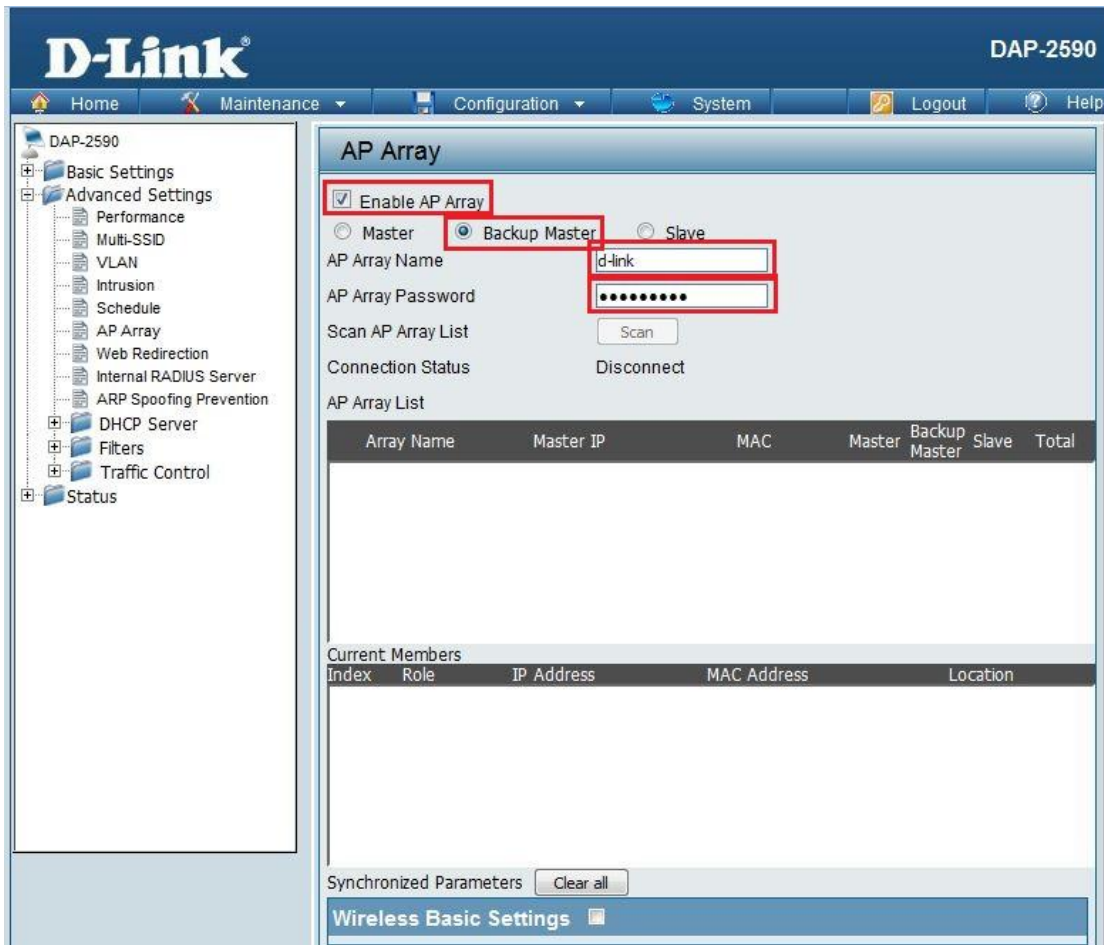 D-Link®
DAP-2590
Home Maintenance Configuration System Logout Help
DAP-2590
Basic Settings
Advanced Settings
Performance
Multi-SSID
VLAN
Intrusion
Schedule
AP Array
Web Redirection
Internal RADIUS Server
ARP Spoofing Prevention
DHCP Server
Filters
Traffic Control
Status
AP Array
Enable AP Array
Master Backup Master Slave
AP Array Name d-link
AP Array Password •••••••••
Scan AP Array List Scan
Connection Status Disconnect
AP Array List
Array Name Master IP MAC Master Backup Master Slave Total
Current Members
Index Role IP Address MAC Address Location
Synchronized Parameters Clear all
Wireless Basic Settings